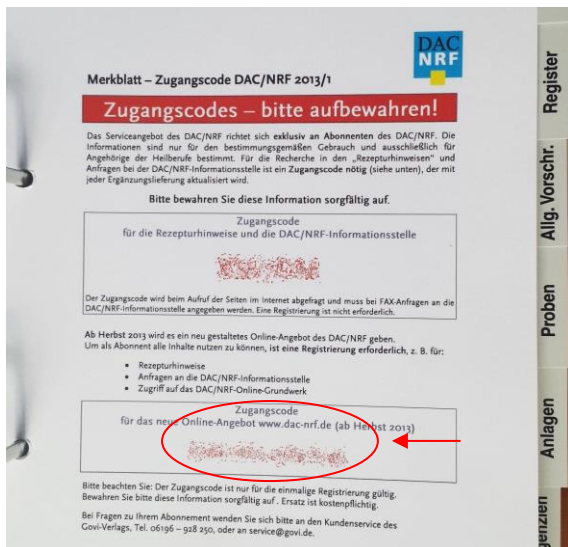 DAC
NRF
Merkblatt – Zugangscode DAC/NRF 2013/1
Zugangscodes – bitte aufbewahren!
Das Serviceangebot des DAC/NRF richtet sich exklusiv an Abonnenten des DAC/NRF. Die
Informationen sind nur für den bestimmungsgemäßen Gebrauch und ausschließlich für
Angehörige der Heilberufe bestimmt. Für die Recherche in den „Rezepturhinweisen“ und
Anfragen bei der DAC/NRF-Informationsstelle ist ein Zugangscode nötig (siehe unten), der mit
jeder Ergänzungslieferung aktualisiert wird.
Bitte bewahren Sie diese Information sorgfältig auf.
Zugangscode
für die Rezepturhinweise und die DAC/NRF-Informationsstelle
Der Zugangscode wird beim Aufruf der Seiten im Internet abgefragt und muss bei FAX-Anfragen an die
DAC/NRF-Informationsstelle angegeben werden. Eine Registrierung ist nicht erforderlich.
Ab Herbst 2013 wird es ein neu gestaltetes Online-Angebot des DAC/NRF geben.
Um als Abonnent alle Inhalte nutzen zu können, ist eine Registrierung erforderlich, z. B. für:
• Rezepturhinweise
• Anfragen an die DAC/NRF-Informationsstelle
• Zugriff auf das DAC/NRF-Online-Grundwerk
Zugangscode
für das neue Online-Angebot www.dac-nrf.de (ab Herbst 2013)
Bitte beachten Sie: Der Zugangscode ist nur für die einmalige Registrierung gültig.
Bewahren Sie bitte diese Information sorgfältig auf . Ersatz ist kostenpflichtig.
Bei Fragen zu Ihrem Abonnement wenden Sie sich bitte an den Kundenservice des
Govi-Verlags, Tel. 06196 – 928 250, oder an service@govi.de.
Register
Allg. Vorschr.
Proben
Anlagen
genzien